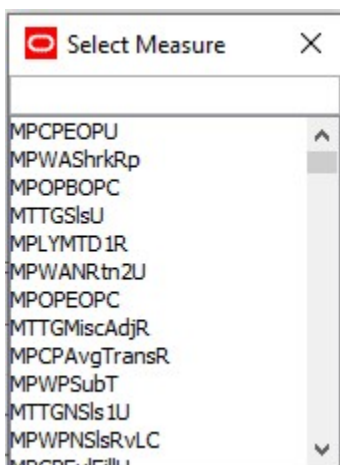 Select Measure
MPCPEOPU
MPWAShrkRp
MPOPBOPC
MTTGSlsU
MPLYMTD1R
MPWANRtn2U
MPOPEOPC
MTTGMiscAdjR
MPCPAvgTransR
MPWPSubT
MTTGNSls1U
MPWPNSlsRvLC